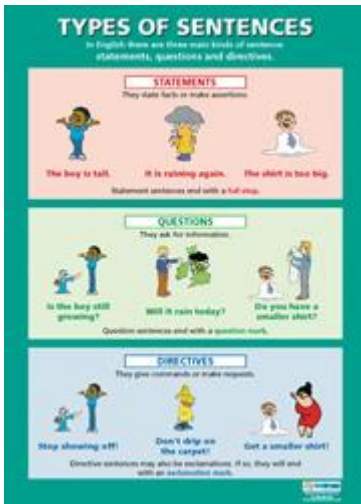 TYPES OF SENTENCES
In English there are three main kinds of sentence:
statements, questions and directives.
STATEMENTS
They state facts or make assertions.
The boy is tall.
It is raining again.
The shirt is too big.
Statement sentences end with a full stop.
QUESTIONS
They ask for information.
Is the boy still
growing?
Will it rain today?
Do you have a
smaller shirt?
Question sentences end with a question mark.
DIRECTIVES
They give commands or make requests.
Stop showing off!
Don't drip on
the carpet!
Get a smaller shirt!
Directive sentences may also be exclamations. If so, they will end
with an exclamation mark.